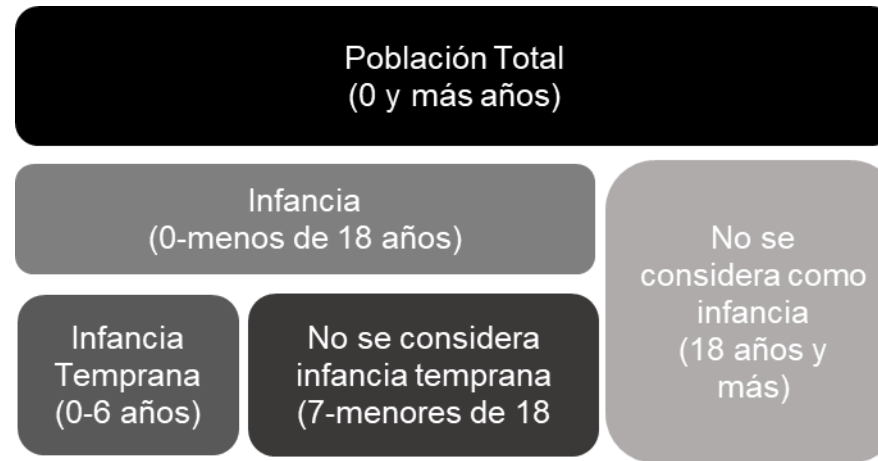 Población Total
(0 y más años)
Infancia
(0-menos de 18 años)
No se
considera como
infancia
(18 años y
más)
Infancia
Temprana
(0-6 años)
No se considera
infancia temprana
(7-menores de 18